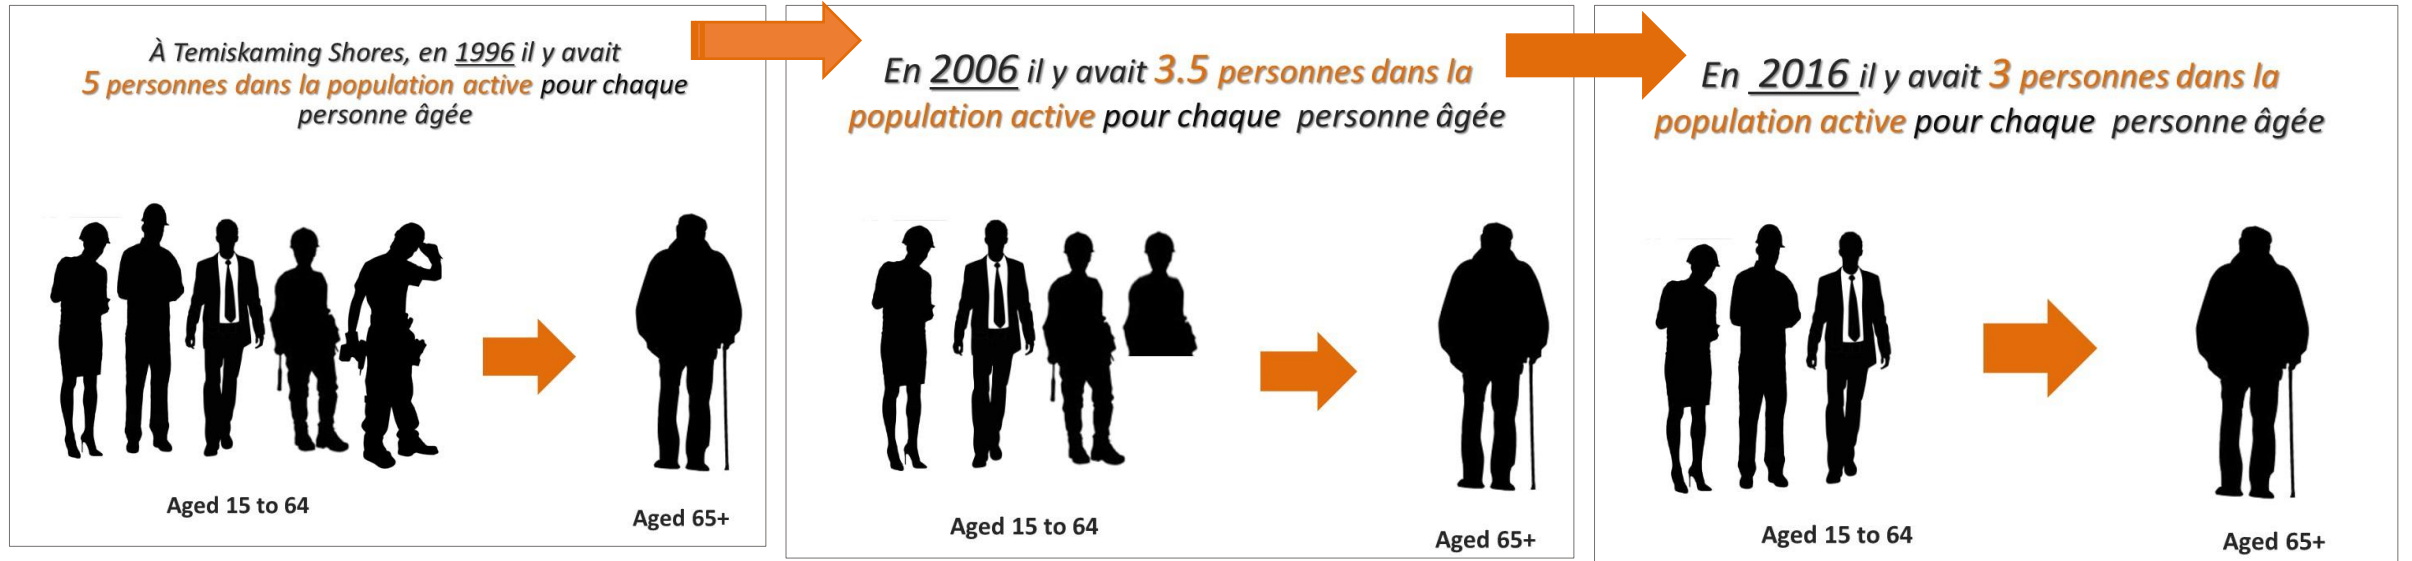 À Temiskaming Shores, en 1996 il y avait
5 personnes dans la population active pour chaque
personne âgée
Aged 15 to 64
Aged 65+
En 2006 il y avait 3.5 personnes dans la
population active pour chaque personne âgée
Aged 15 to 64
Aged 65+
En 2016 il y avait 3 personnes dans la
population active pour chaque personne âgée
Aged 15 to 64
Aged 65+